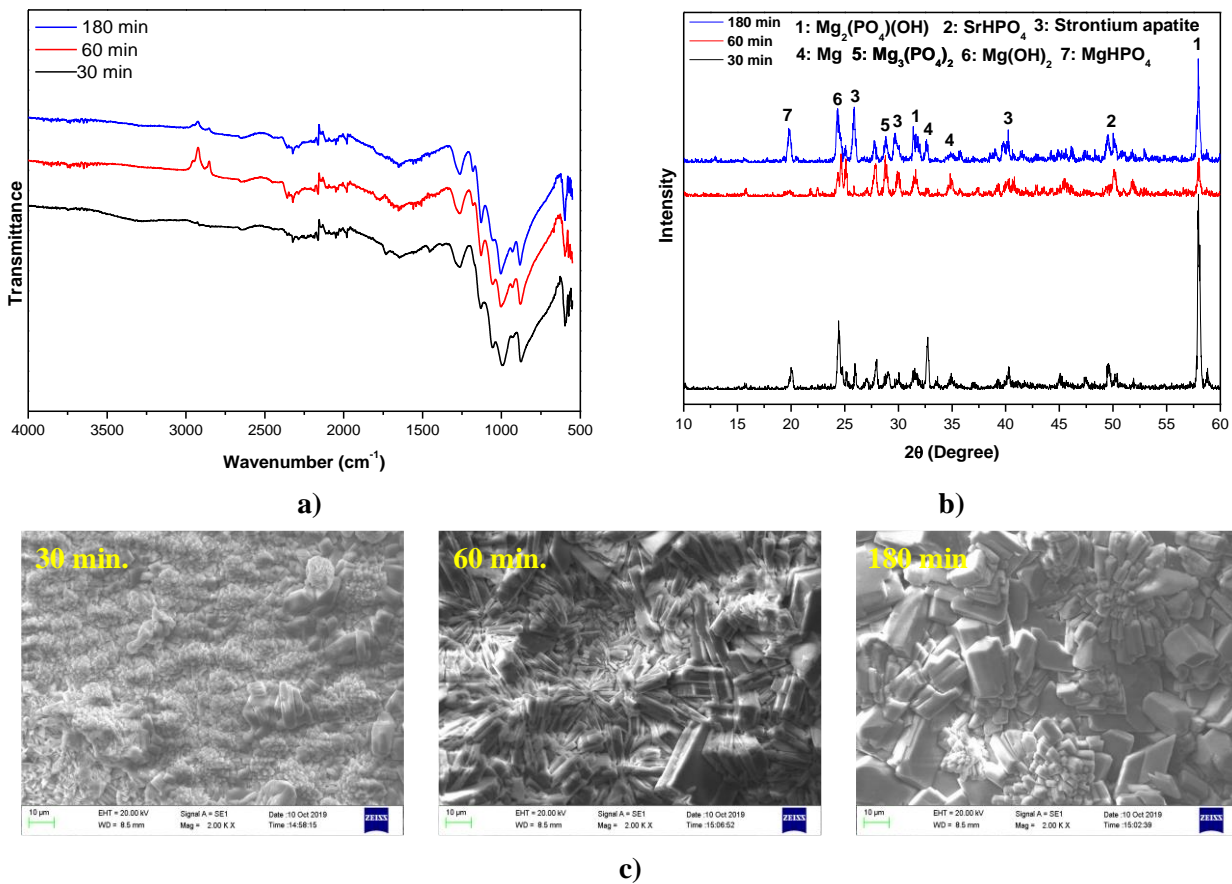 180 min
60 min
30 min
Transmittance
4000 3500 3000 2500 2000 1500 1000 500
Wavenumber (cm⁻¹)
a)
180 min
60 min
30 min
1: Mg₂(PO₄)(OH) 2: SrHPO₄ 3: Strontium apatite
4: Mg 5: Mg₃(PO₄)₂ 6: Mg(OH)₂ 7: MgHPO₄
1
7 6 3 5 3 1 4 4 3 2
Intensity
10 15 20 25 30 35 40 45 50 55 60
2θ (Degree)
b)
30 min.
10 µm
EHT = 20.00 kV Signal A = SE1 Date :10 Oct 2019
WD = 8.5 mm Mag = 2.00 K X Time :14:58:15
ZEISS
60 min.
10 µm
EHT = 20.00 kV Signal A = SE1 Date :10 Oct 2019
WD = 8.5 mm Mag = 2.00 K X Time :15:06:52
ZEISS
180 min
10 µm
EHT = 20.00 kV Signal A = SE1 Date :10 Oct 2019
WD = 8.5 mm Mag = 2.00 K X Time :15:02:39
ZEISS
c)